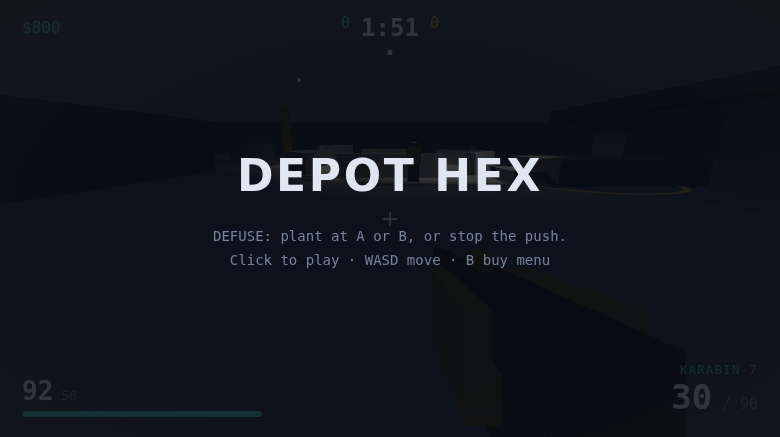 $800
0 1:51 0
DEPOT HEX
DEFUSE: plant at A or B, or stop the push.
Click to play · WASD move · B buy menu
92 50
KARABIN-7
30 / 90